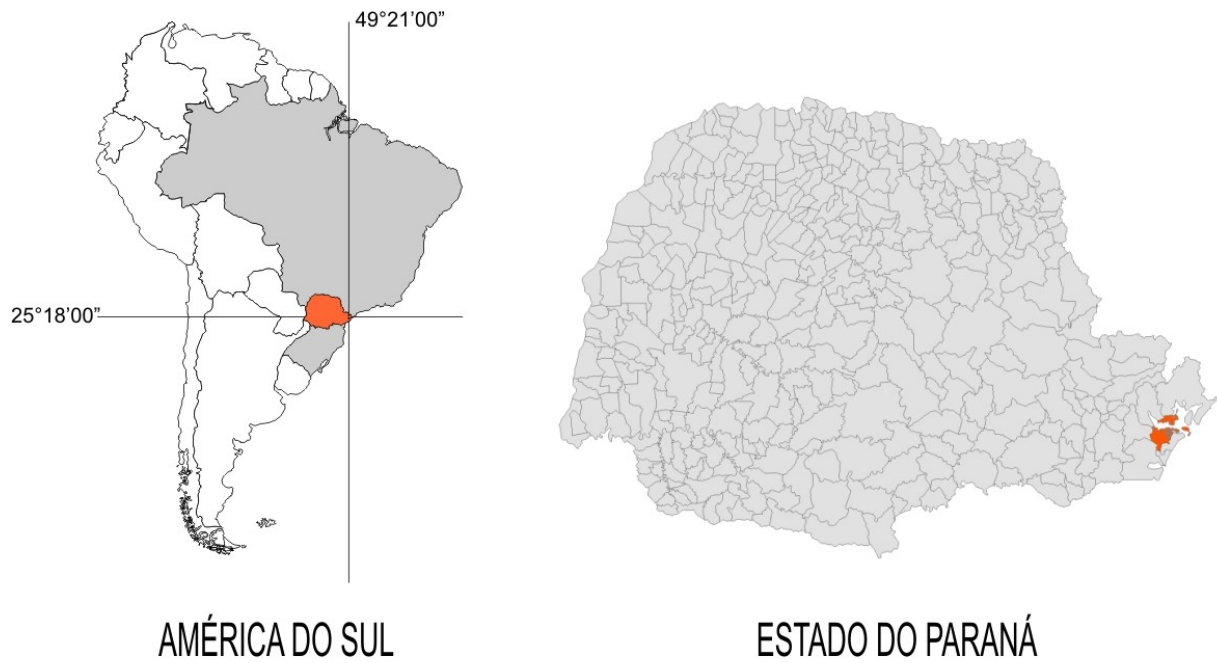 49°21’00”
25°18’00”
AMÉRICA DO SUL
ESTADO DO PARANÁ